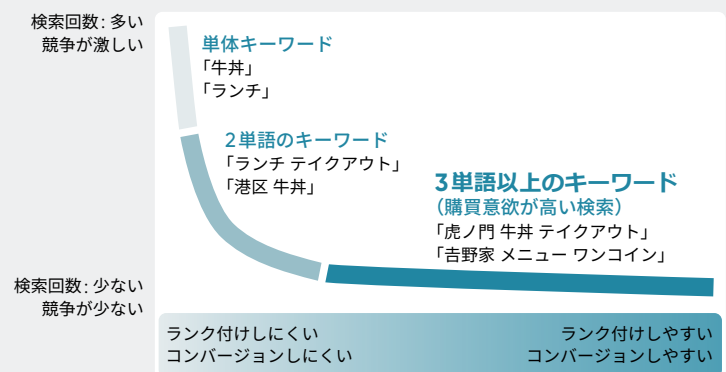 検索回数: 多い
競争が激しい
単体キーワード
「牛丼」
「ランチ」
2単語のキーワード
「ランチ テイクアウト」
「港区 牛丼」
3単語以上のキーワード
（購買意欲が高い検索）
「虎ノ門 牛丼 テイクアウト」
「𠮷野家 メニュー ワンコイン」
検索回数: 少ない
競争が少ない
ランク付けしにくい
コンバージョンしにくい
ランク付けしやすい
コンバージョンしやすい